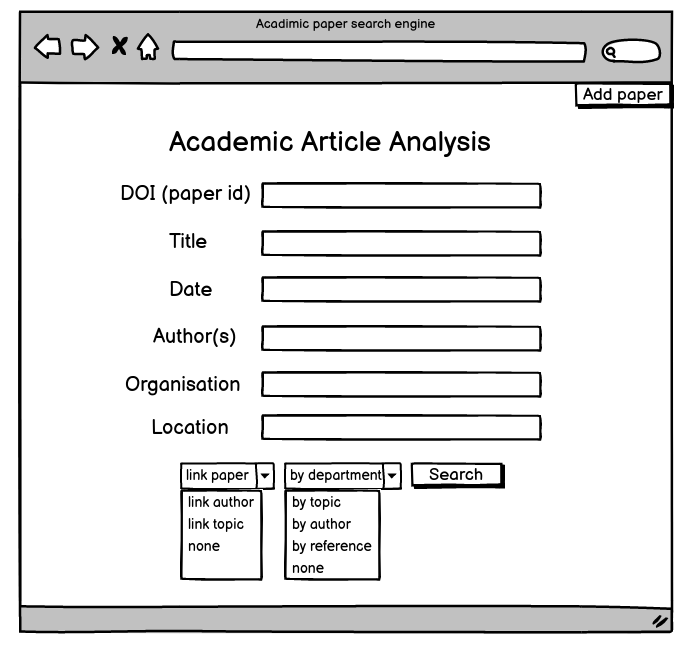 Acadimic paper search engine
Add paper
Academic Article Analysis
DOI (paper id)
Title
Date
Author(s)
Organisation
Location
link paper by department Search
link author by topic
link topic by author
none by reference
none